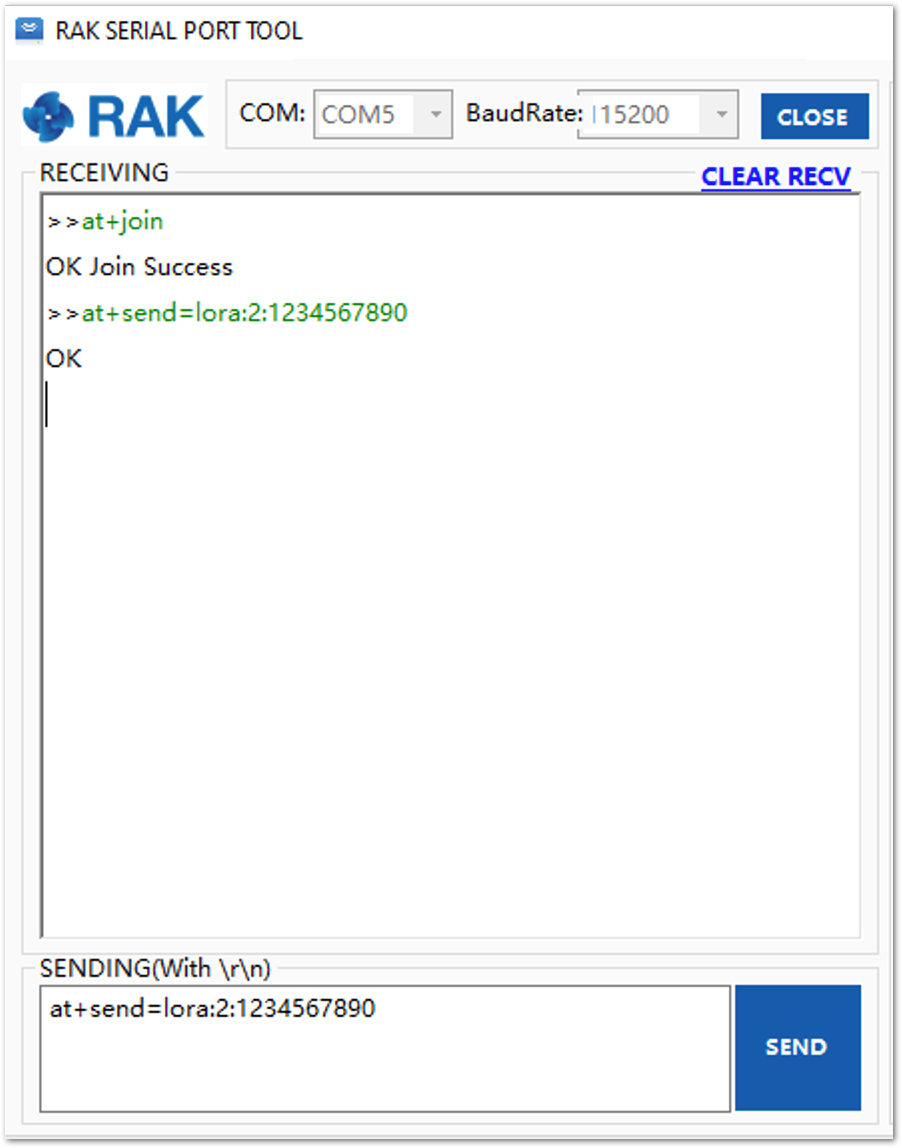 RAK SERIAL PORT TOOL
RAK COM: COM5 BaudRate: 115200 CLOSE
RECEIVING CLEAR RECV
>>at+join
OK Join Success
>>at+send=lora:2:1234567890
OK
SENDING(With \r\n)
at+send=lora:2:1234567890
SEND